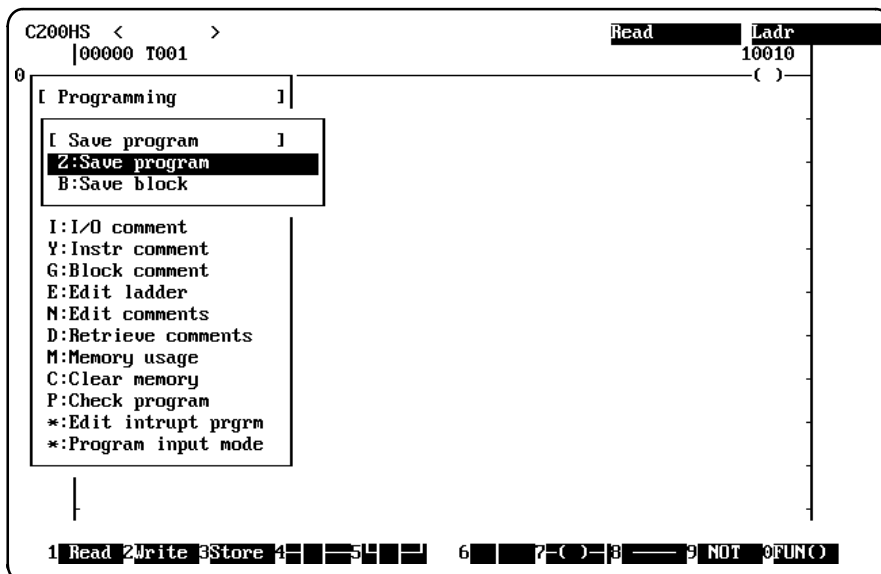 C200HS < > Read Ladr
00000 T001 10010
0 ( )
[ Programming ]
[ Save program ]
Z:Save program
B:Save block
I:I/O comment
Y:Instr comment
G:Block comment
E:Edit ladder
N:Edit comments
D:Retrieve comments
M:Memory usage
C:Clear memory
P:Check program
*:Edit intrupt prgrm
*:Program input mode
1 Read 2Write 3Store 4 5 6 7-( )- 8 —— 9 NOT 0FUN()